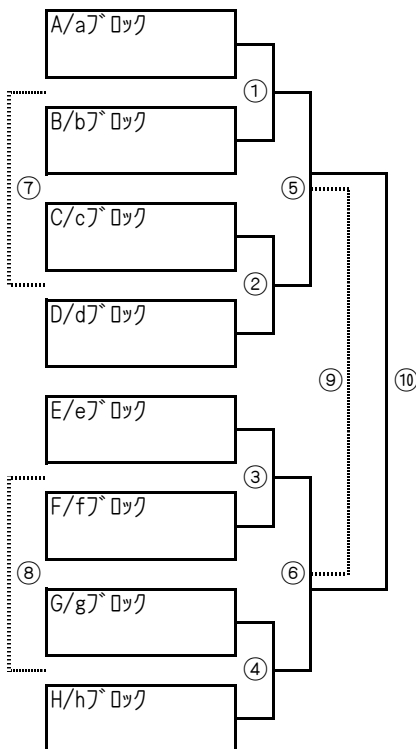 A/aブロック
①
B/bブロック
⑦
⑤
C/cブロック
②
D/dブロック
⑨
⑩
E/eブロック
③
F/fブロック
⑧
⑥
G/gブロック
④
H/hブロック